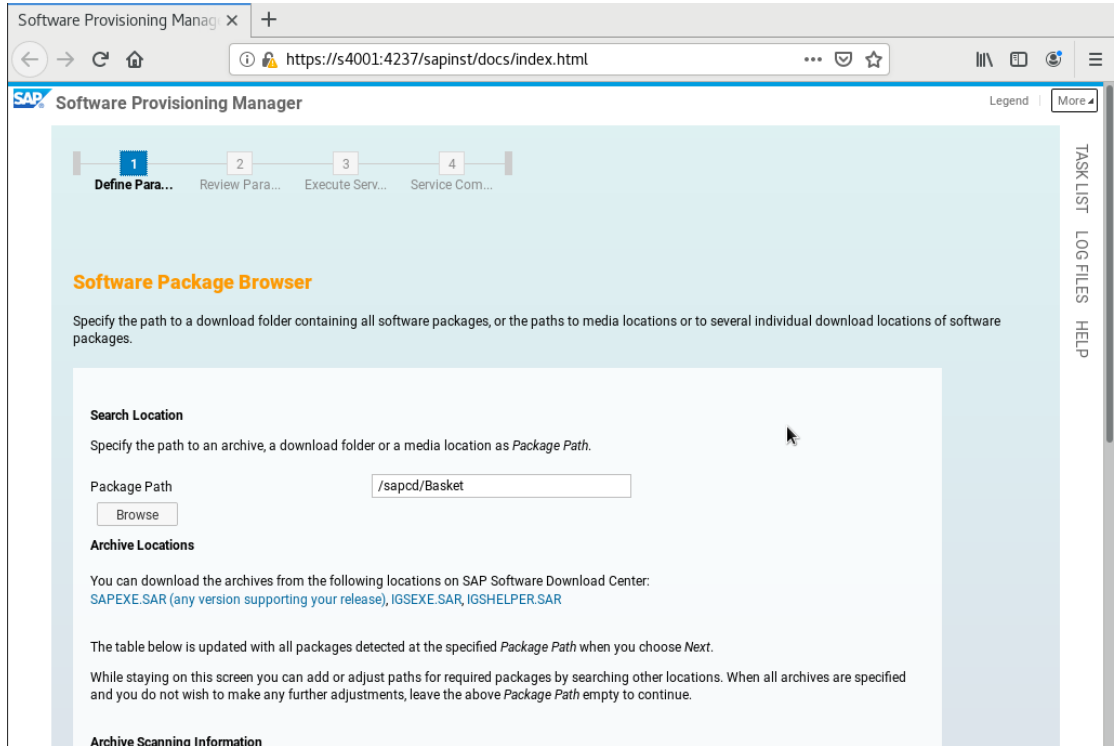 Software Provisioning Manag
https://s4001:4237/sapinst/docs/index.html
SAP Software Provisioning Manager
Legend
More
1
2
3
4
Define Para...
Review Para...
Execute Serv...
Service Com...
TASK LIST
LOG FILES
HELP
Software Package Browser
Specify the path to a download folder containing all software packages, or the paths to media locations or to several individual download locations of software
packages.
Search Location
Specify the path to an archive, a download folder or a media location as Package Path.
Package Path
/sapcd/Basket
Browse
Archive Locations
You can download the archives from the following locations on SAP Software Download Center:
SAPEXE.SAR (any version supporting your release), IGSEXE.SAR, IGSHELPER.SAR
The table below is updated with all packages detected at the specified Package Path when you choose Next.
While staying on this screen you can add or adjust paths for required packages by searching other locations. When all archives are specified
and you do not wish to make any further adjustments, leave the above Package Path empty to continue.
Archive Scanning Information